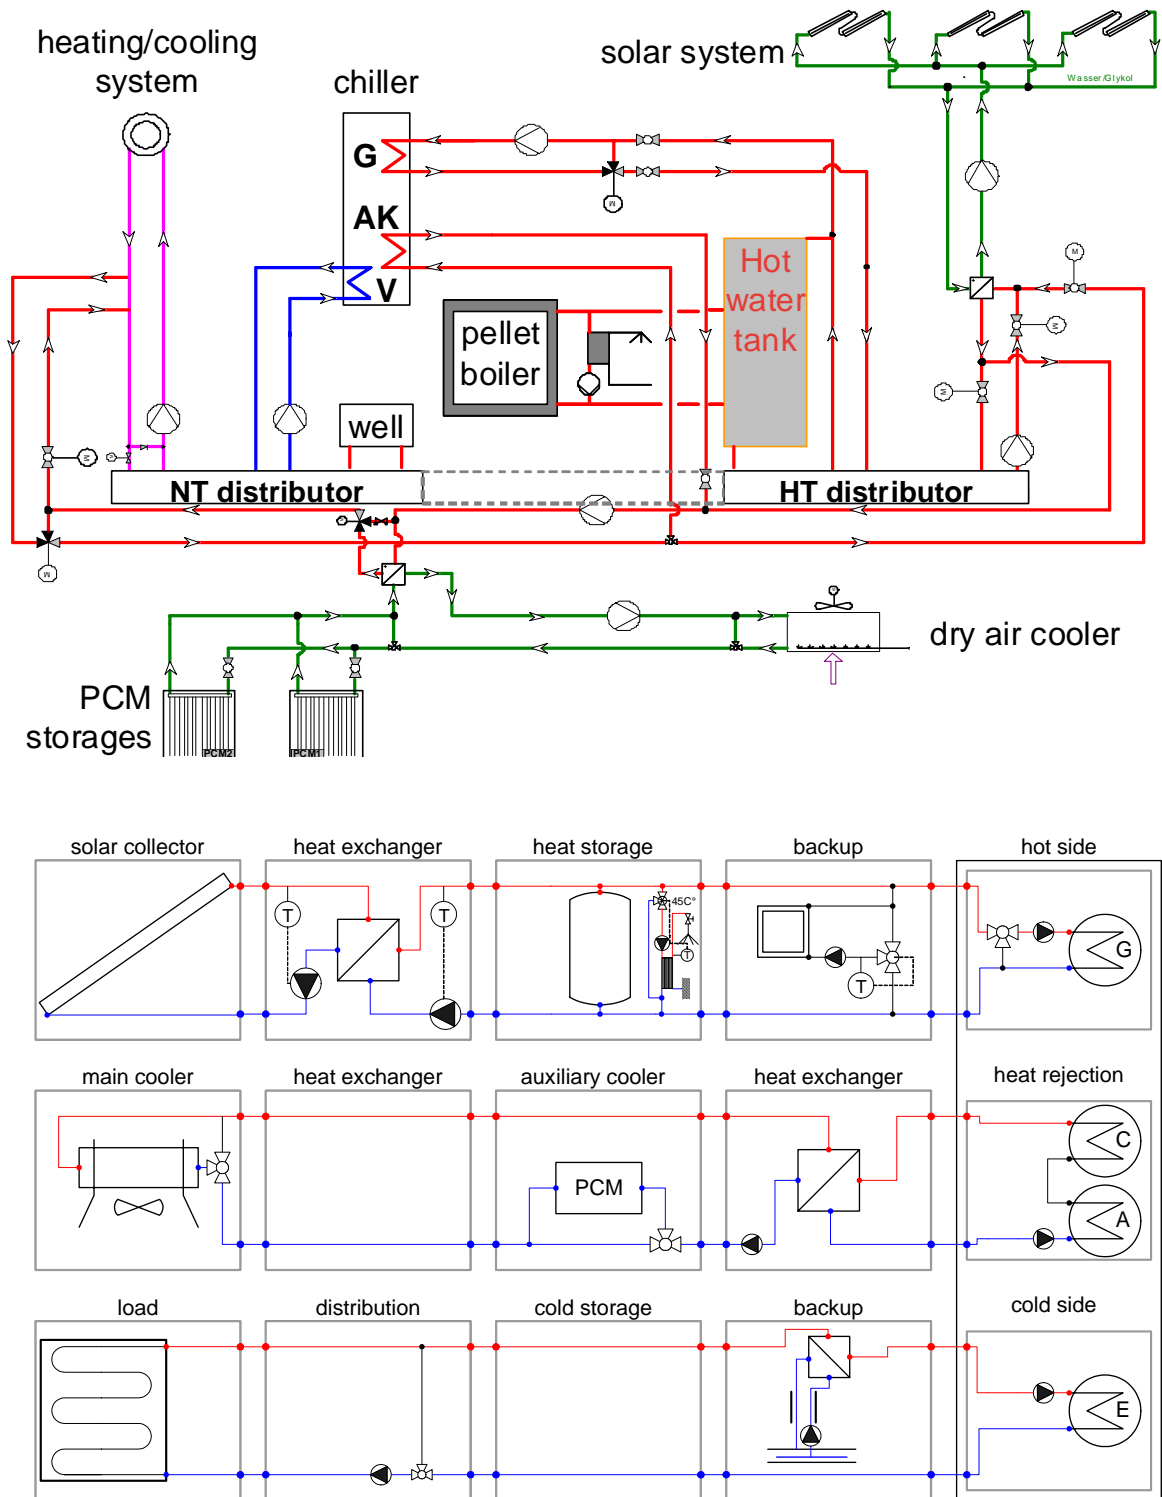 heating/cooling
system
chiller
solar system
Wasser/Glykol
G
AK
V
M
M
M
M
Hot
water
tank
pellet
boiler
well
M
NT distributor
HT distributor
M
dry air cooler
PCM
storages
PCM2
PCM1
solar collector
heat exchanger
heat storage
backup
hot side
T
T
45C°
T
T
G
main cooler
heat exchanger
auxiliary cooler
heat exchanger
heat rejection
PCM
C
A
load
distribution
cold storage
backup
cold side
E